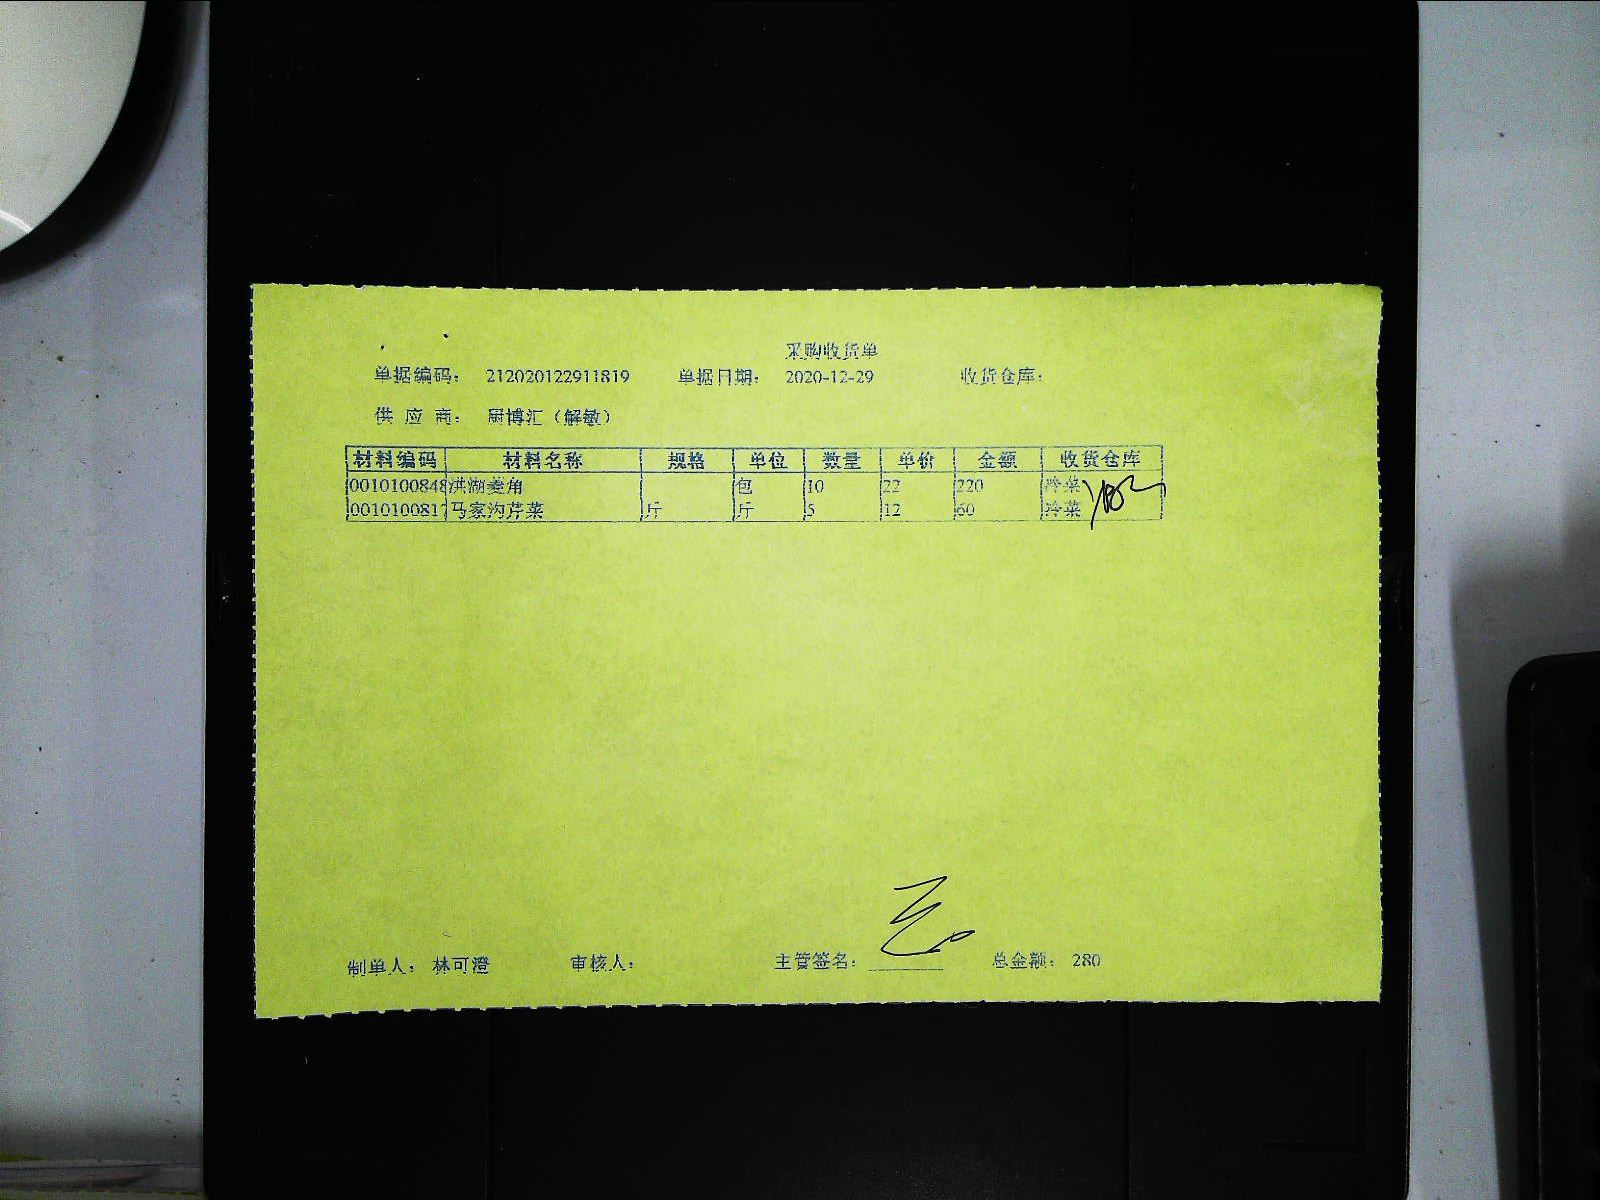 采购收货单
单据编码： 212020122911819 单据日期： 2020-12-29 收货仓库：
供 应 商： 厨博汇（解敏）
材料编码 材料名称 规格 单位 数量 单价 金额 收货仓库
0010100848 洪湖菱角 包 10 22 220 冷菜
0010100817 马家沟芹菜 斤 斤 5 12 60 冷菜
制单人： 林可澄 审核人： 主管签名： 总金额： 280